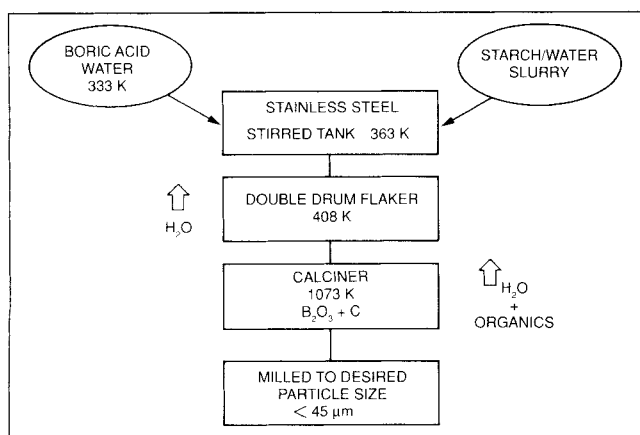 BORIC ACID
WATER
333 K
STARCH/WATER
SLURRY
STAINLESS STEEL
STIRRED TANK 363 K
H₂O
DOUBLE DRUM FLAKER
408 K
CALCINER
1073 K
B₂O₃ + C
H₂O
+
ORGANICS
MILLED TO DESIRED
PARTICLE SIZE
< 45 µm